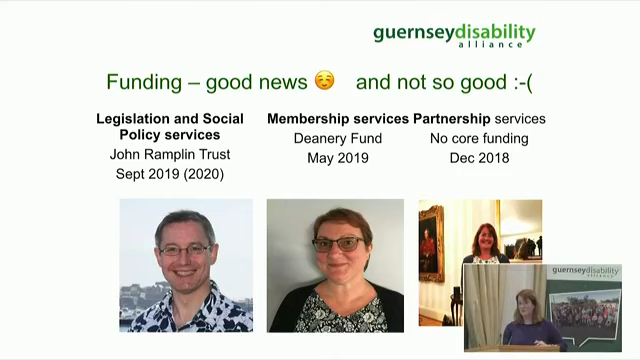 guernseydisability
alliance
Funding – good news ☺️ and not so good :-(
Legislation and Social
Policy services
John Ramplin Trust
Sept 2019 (2020)
Membership services
Deanery Fund
May 2019
Partnership services
No core funding
Dec 2018
guernseydisability
alliance